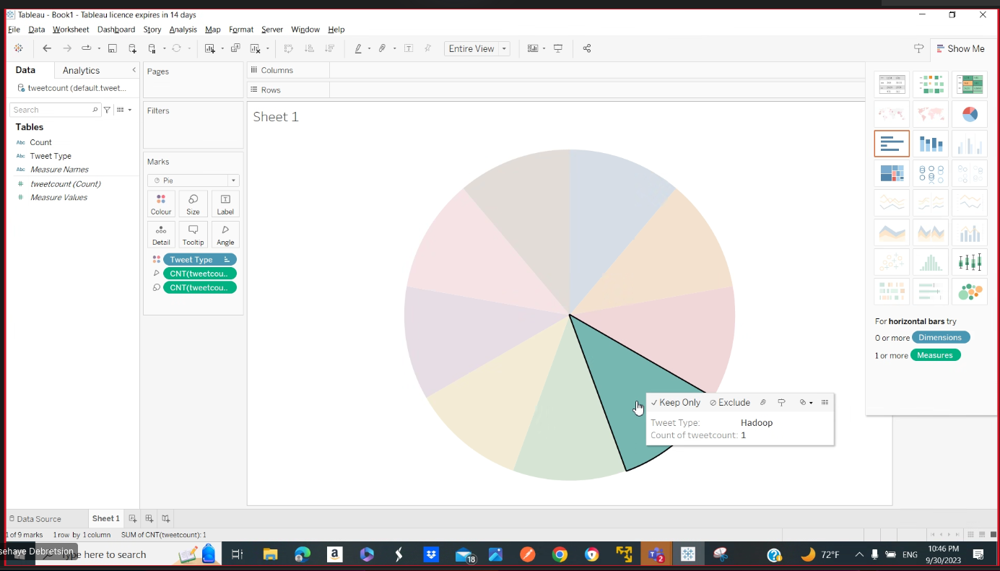 Tableau - Book1 - Tableau licence expires in 14 days
File Data Worksheet Dashboard Story Analysis Map Format Server Window Help
Entire View
Show Me
Data Analytics
tweetcount (default.tweet...
Search
Tables
Abc Count
Abc Tweet Type
Abc Measure Names
# tweetcount (Count)
# Measure Values
Pages
Filters
Marks
Pie
Colour Size Label
Detail Tooltip Angle
Tweet Type
CNT(tweetcou..
CNT(tweetcou..
Columns
Rows
Sheet 1
Keep Only Exclude
Tweet Type: Hadoop
Count of tweetcount: 1
For horizontal bars try
0 or more Dimensions
1 or more Measures
Data Source Sheet 1
of 9 marks 1 row by 1 column SUM of CNT(tweetcount): 1
sehaye Debretsion
here to search
18
2
72°F
ENG
10:46 PM
9/30/2023